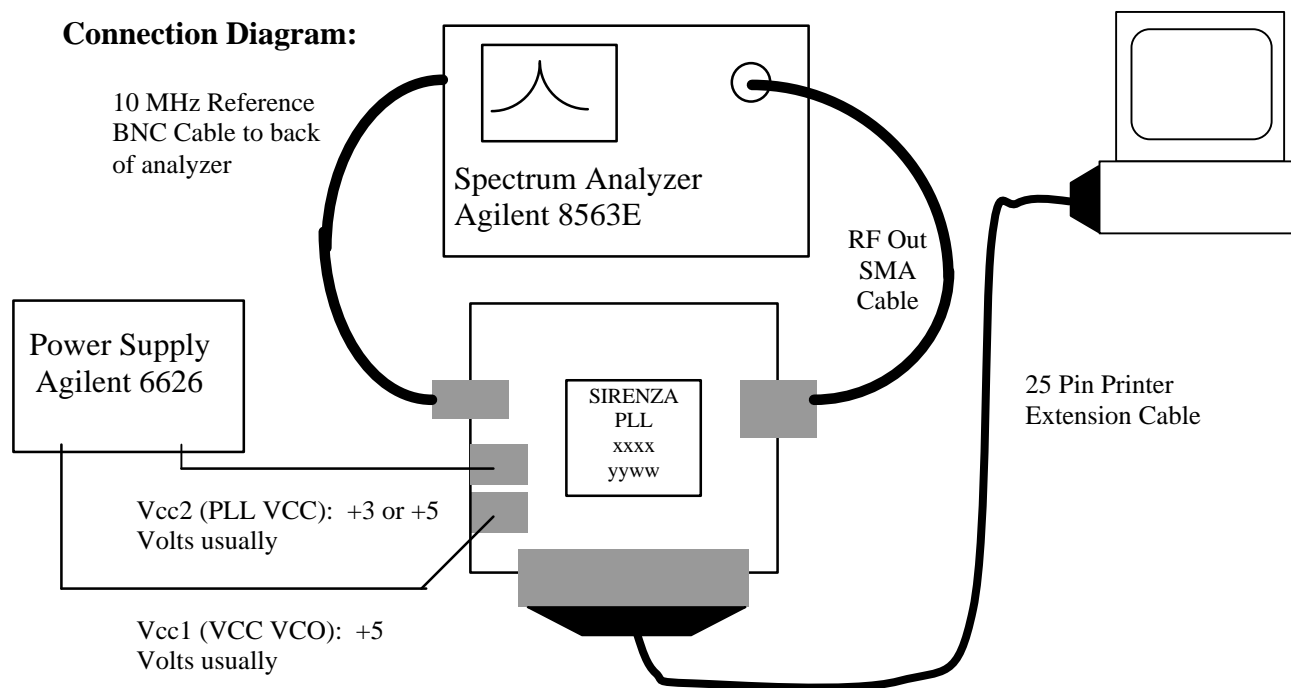 Connection Diagram:
10 MHz Reference
BNC Cable to back
of analyzer
Spectrum Analyzer
Agilent 8563E
RF Out
SMA
Cable
Power Supply
Agilent 6626
SIRENZA
PLL
xxxx
yyww
25 Pin Printer
Extension Cable
Vcc2 (PLL VCC): +3 or +5
Volts usually
Vcc1 (VCC VCO): +5
Volts usually